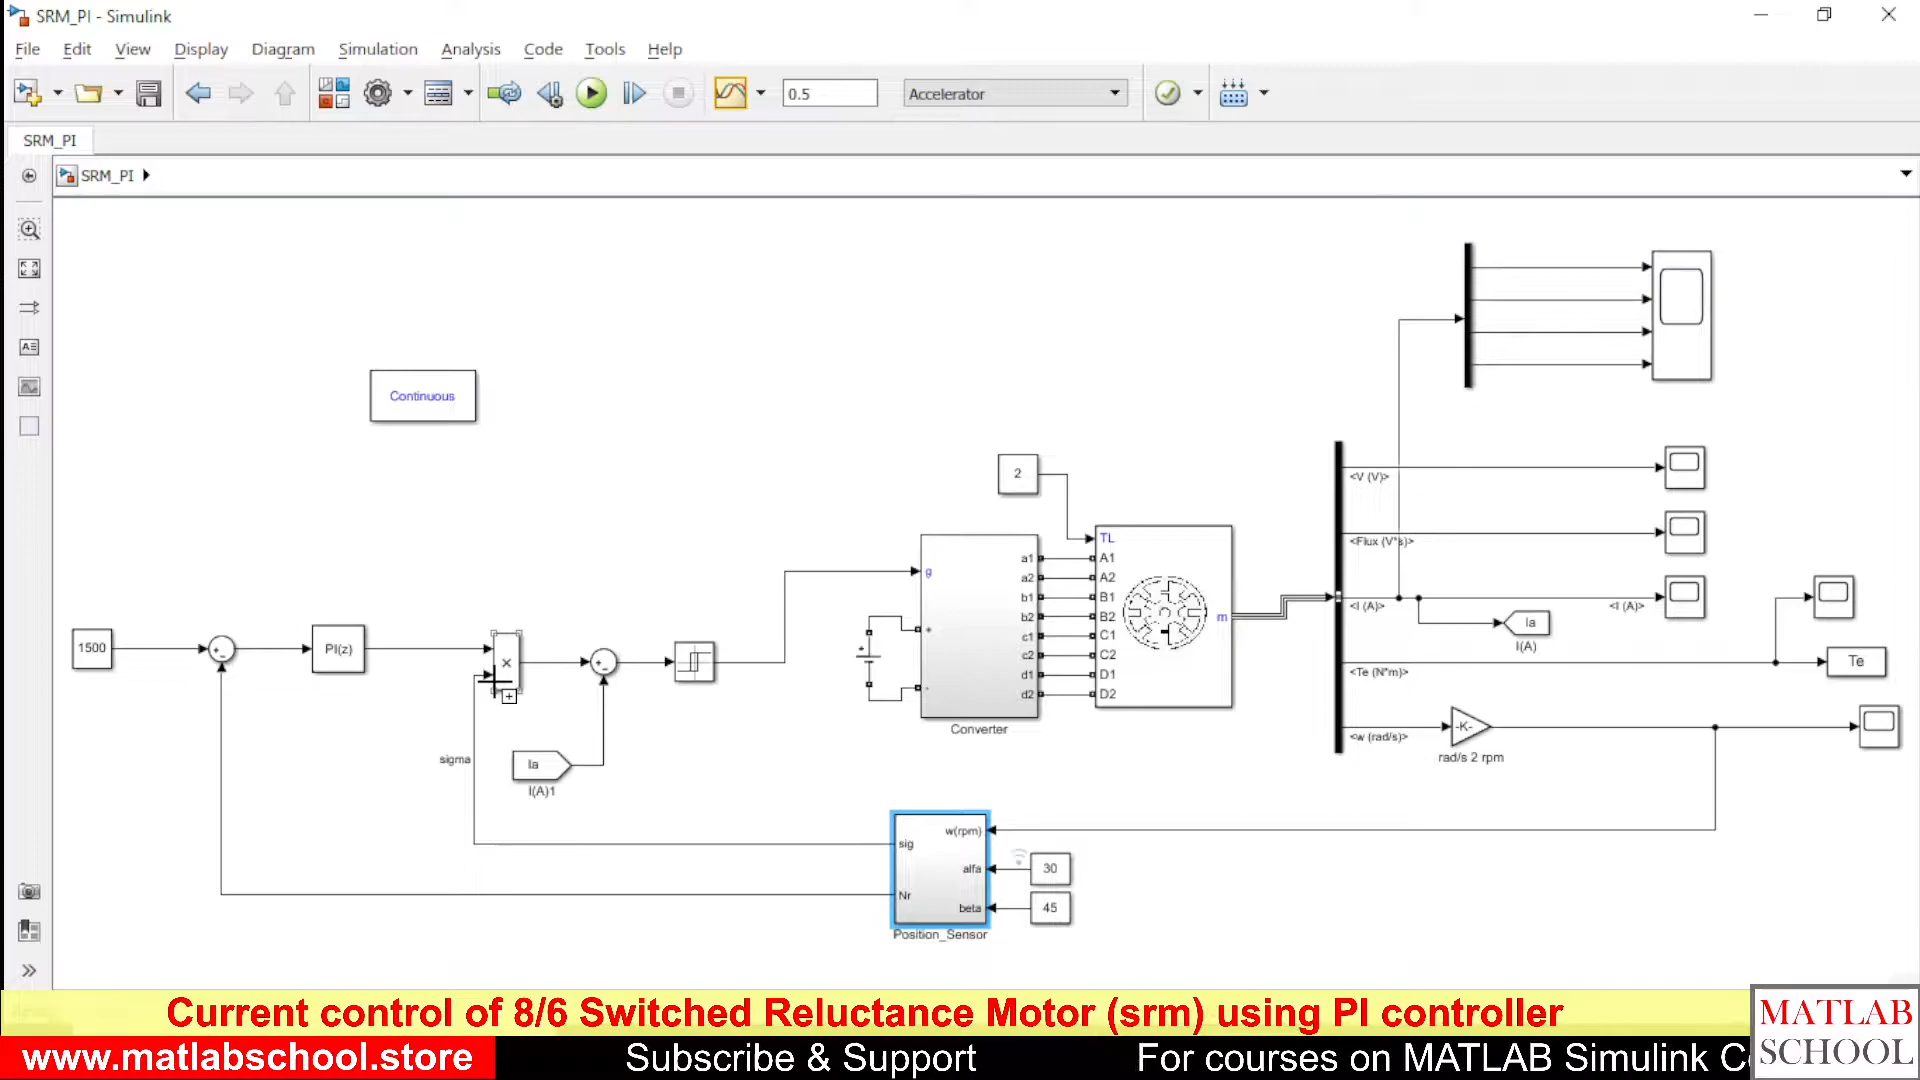 SRM_PI - Simulink
File Edit View Display Diagram Simulation Analysis Code Tools Help
0.5 Accelerator
SRM_PI
SRM_PI
Continuous
2
<V (V)>
TL
<Flux (V*s)>
a1 A1
g
a2 A2
b1 B1
<I (A)> <I (A)>
b2 B2
m
Ia
+
c1 C1
I(A)
1500
+
-
PI(z)
×
+
-
+
c2 C2
Te
<Te (N*m)>
d1 D1
-
d2 D2
Converter
-K-
<w (rad/s)>
rad/s 2 rpm
sigma
Ia
I(A)1
w(rpm)
sig
alfa 30
Nr
beta 45
Position_Sensor
Current control of 8/6 Switched Reluctance Motor (srm) using PI controller
MATLAB
SCHOOL
www.matlabschool.store Subscribe & Support For courses on MATLAB Simulink C